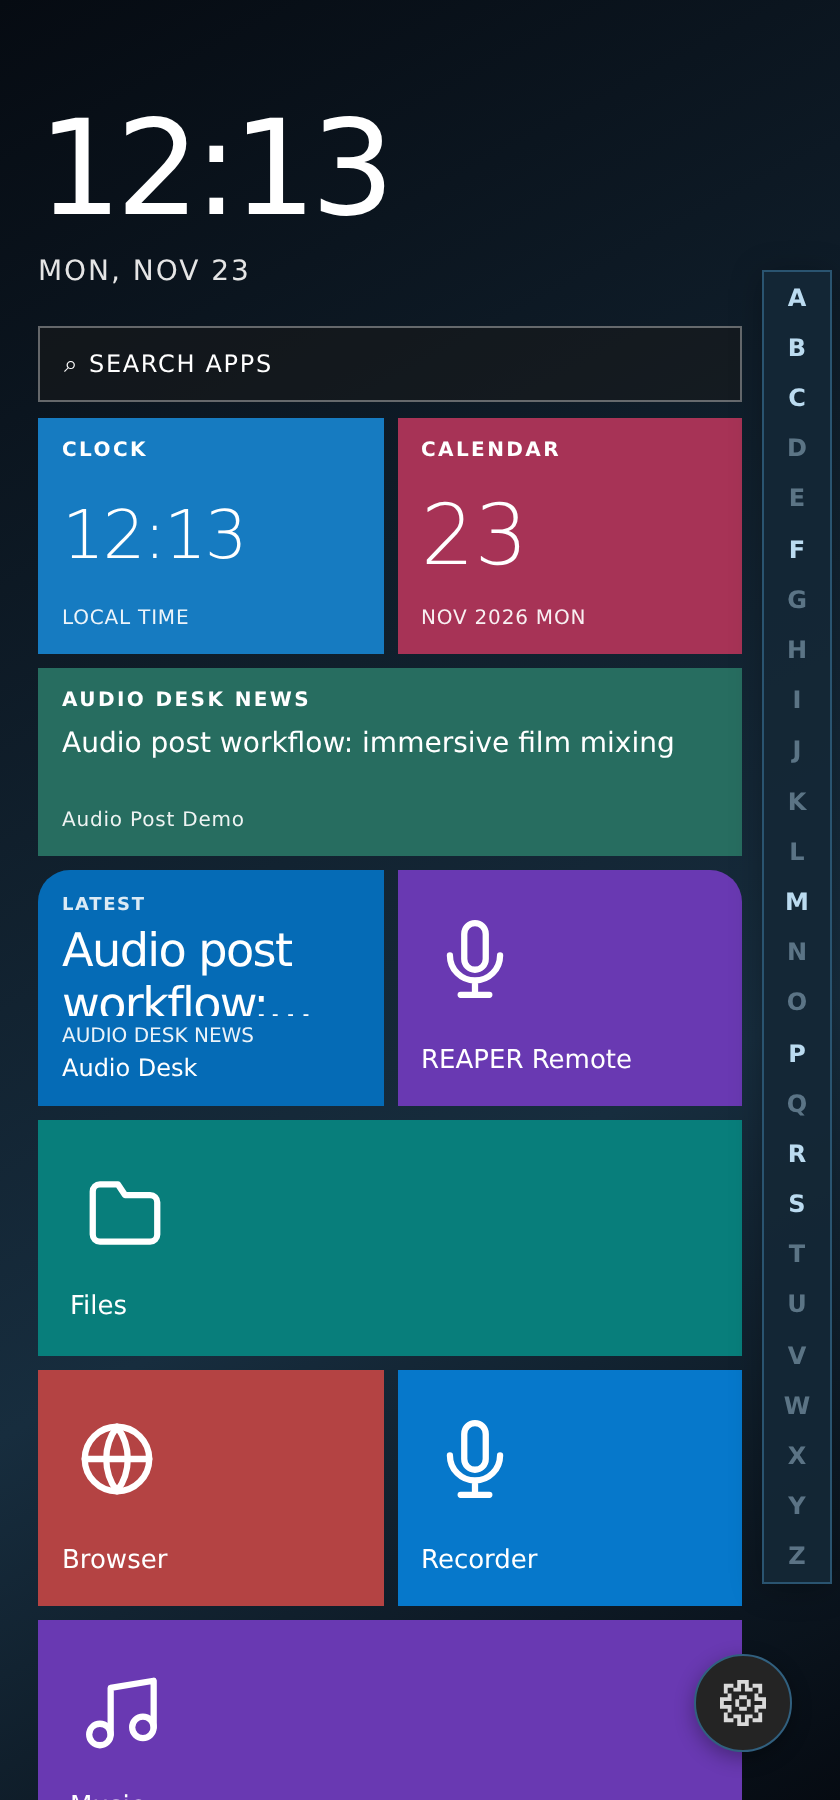 12:13
MON, NOV 23
SEARCH APPS
CLOCK
12:13
LOCAL TIME
CALENDAR
23
NOV 2026 MON
AUDIO DESK NEWS
Audio post workflow: immersive film mixing
Audio Post Demo
LATEST
Audio post
workflow:...
AUDIO DESK NEWS
Audio Desk
REAPER Remote
Files
Browser
Recorder
A
B
C
D
E
F
G
H
I
J
K
L
M
N
O
P
Q
R
S
T
U
V
W
X
Y
Z